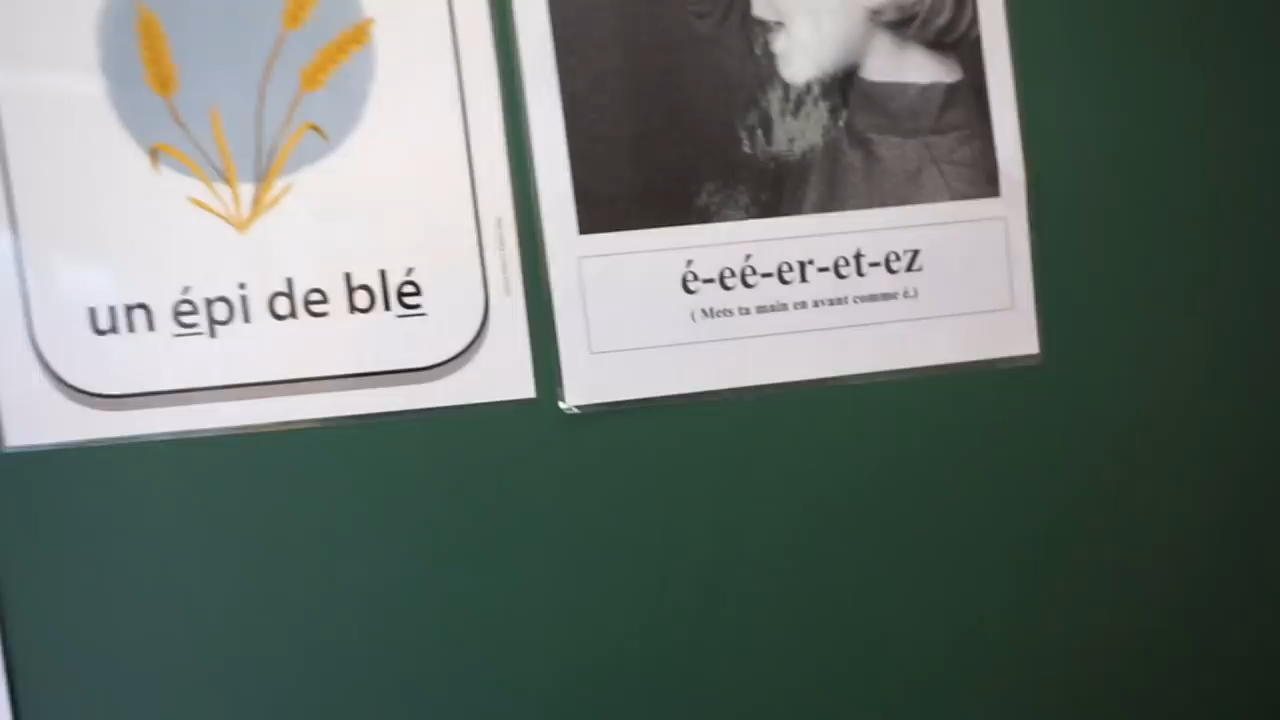 un épi de blé
é-eé-er-et-ez
( Mets ta main en avant comme é.)